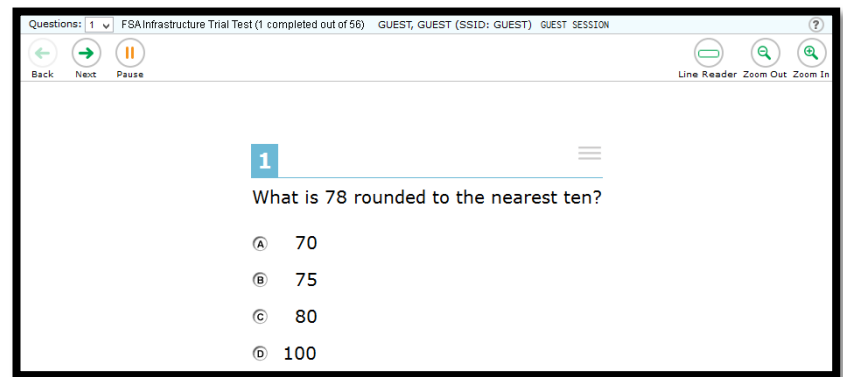 Questions: 1 FSA Infrastructure Trial Test (1 completed out of 56) GUEST, GUEST (SSID: GUEST) GUEST SESSION ?
Back Next Pause Line Reader Zoom Out Zoom In
1
What is 78 rounded to the nearest ten?
A 70
B 75
C 80
D 100